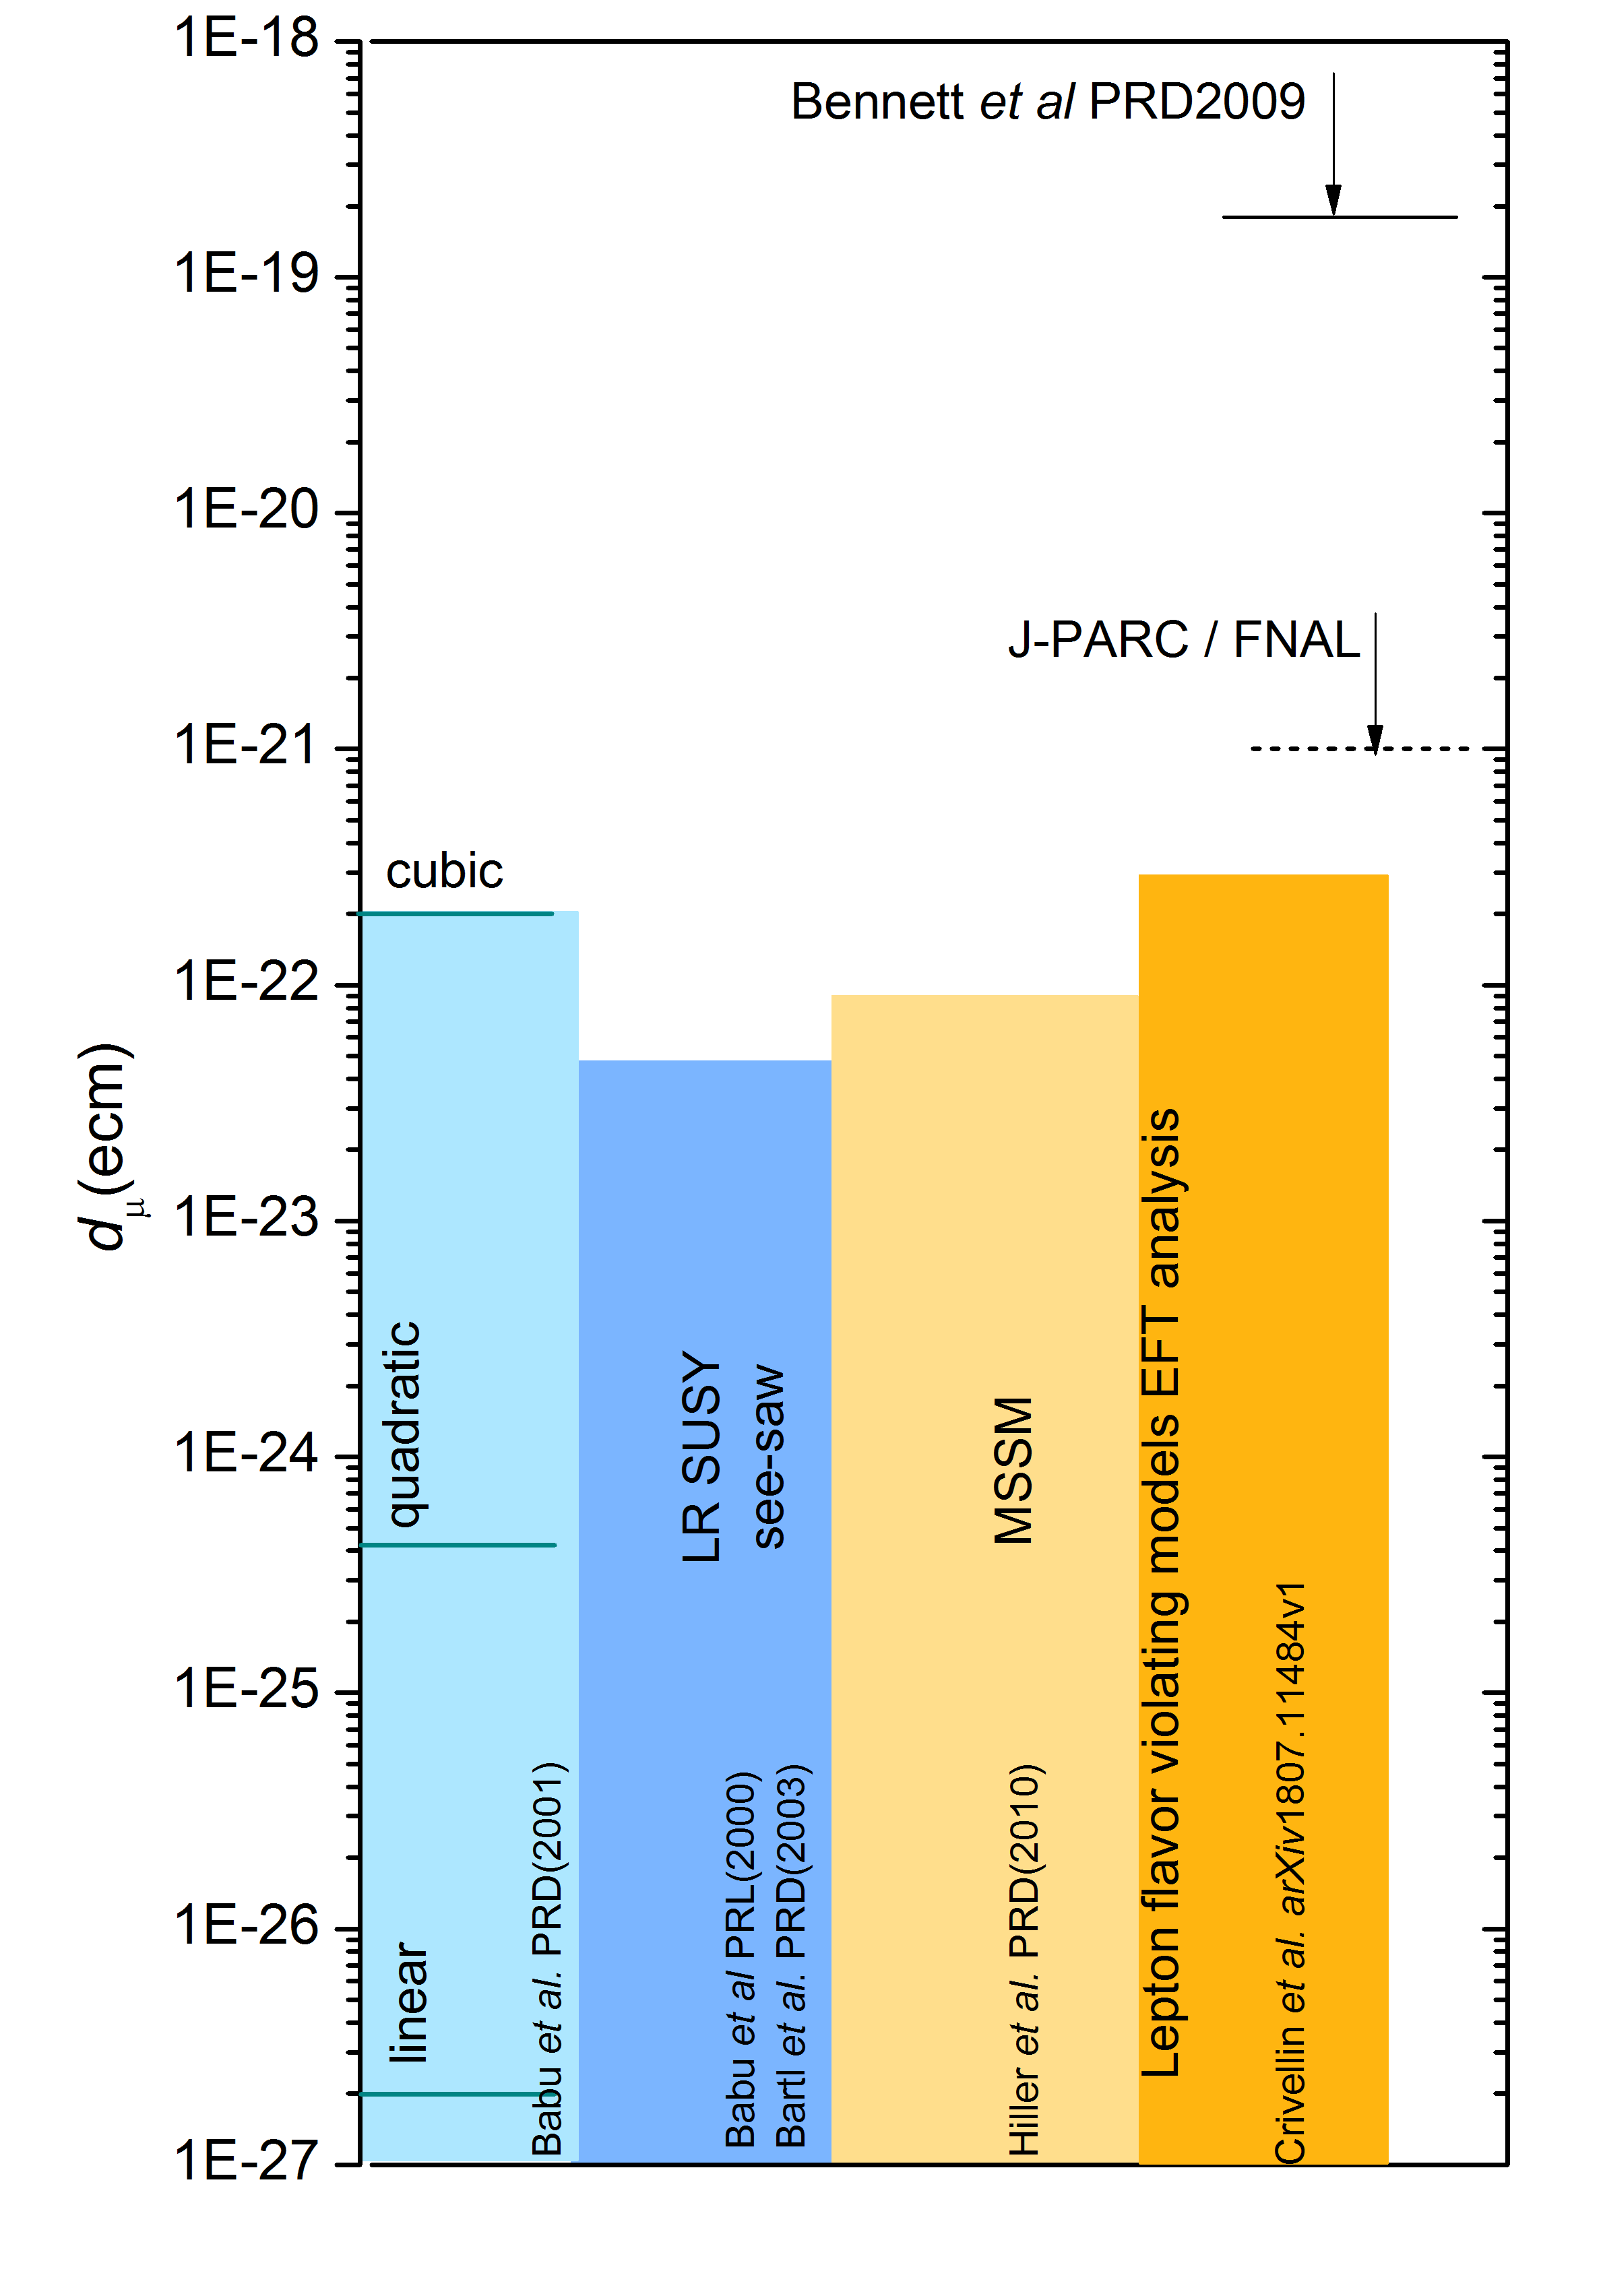 1E-18
Bennett et al PRD2009
1E-19
1E-20
J-PARC / FNAL
1E-21
cubic
1E-22
1E-23
1E-24
1E-25
1E-26
1E-27
dμ(ecm)
quadratic
linear
Babu et al. PRD(2001)
LR SUSY
see-saw
Babu et al PRL(2000)
Bartl et al. PRD(2003)
MSSM
Hiller et al. PRD(2010)
Lepton flavor violating models EFT analysis
Crivellin et al. arXiv1807.11484v1